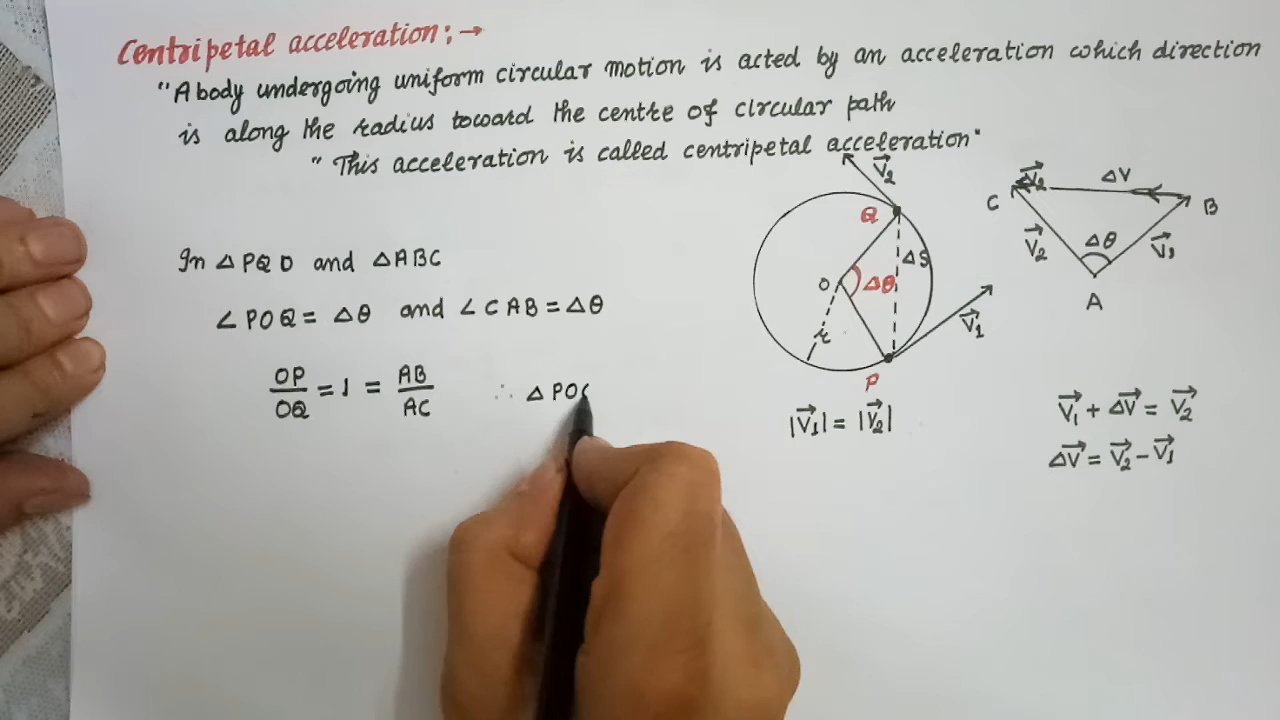 Centripetal acceleration:→
"A body undergoing uniform circular motion is acted by an acceleration which direction
is along the radius toward the centre of circular path
" This acceleration is called centripetal acceleration"
In △PQO and △ABC
∠POQ = Δθ and ∠CAB = Δθ
OP/OQ = 1 = AB/AC ∴ △ PO
V⃗₂
Q
ΔS
O
Δθ
r
V⃗₁
P
|V⃗₁| = |V⃗₂|
V⃗₂
ΔV
C
B
V⃗₂
Δθ
V⃗₁
A
V⃗₁ + ΔV⃗ = V⃗₂
ΔV⃗ = V⃗₂ - V⃗₁